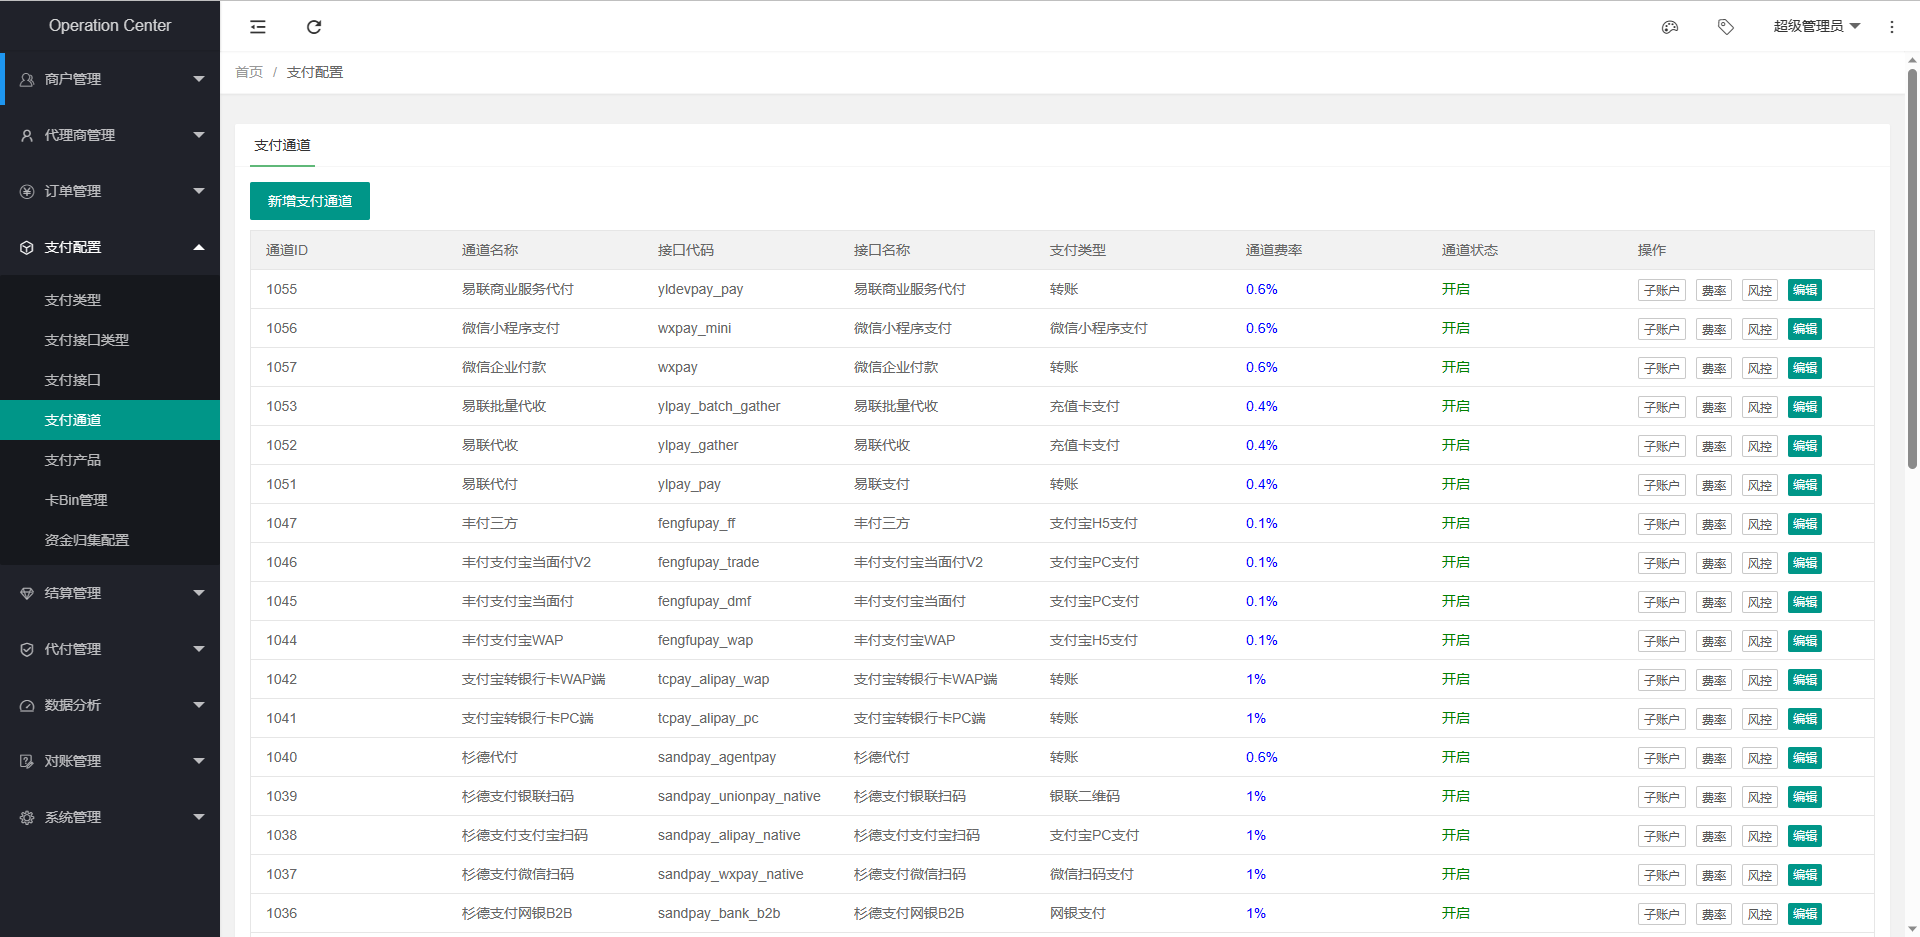 Operation Center
超级管理员
首页 / 支付配置
商户管理
代理商管理
订单管理
支付配置
支付类型
支付接口类型
支付接口
支付通道
支付产品
卡Bin管理
资金归集配置
结算管理
代付管理
数据分析
对账管理
系统管理
支付通道
新增支付通道
通道ID 通道名称 接口代码 接口名称 支付类型 通道费率 通道状态 操作
1055 易联商业服务代付 yldevpay_pay 易联商业服务代付 转账 0.6% 开启 子账户 费率 风控 编辑
1056 微信小程序支付 wxpay_mini 微信小程序支付 微信小程序支付 0.6% 开启 子账户 费率 风控 编辑
1057 微信企业付款 wxpay 微信企业付款 转账 0.6% 开启 子账户 费率 风控 编辑
1053 易联批量代收 ylpay_batch_gather 易联批量代收 充值卡支付 0.4% 开启 子账户 费率 风控 编辑
1052 易联代收 ylpay_gather 易联代收 充值卡支付 0.4% 开启 子账户 费率 风控 编辑
1051 易联代付 ylpay_pay 易联支付 转账 0.4% 开启 子账户 费率 风控 编辑
1047 丰付三方 fengfupay_ff 丰付三方 支付宝H5支付 0.1% 开启 子账户 费率 风控 编辑
1046 丰付支付宝当面付V2 fengfupay_trade 丰付支付宝当面付V2 支付宝PC支付 0.1% 开启 子账户 费率 风控 编辑
1045 丰付支付宝当面付 fengfupay_dmf 丰付支付宝当面付 支付宝PC支付 0.1% 开启 子账户 费率 风控 编辑
1044 丰付支付宝WAP fengfupay_wap 丰付支付宝WAP 支付宝H5支付 0.1% 开启 子账户 费率 风控 编辑
1042 支付宝转银行卡WAP端 tcpay_alipay_wap 支付宝转银行卡WAP端 转账 1% 开启 子账户 费率 风控 编辑
1041 支付宝转银行卡PC端 tcpay_alipay_pc 支付宝转银行卡PC端 转账 1% 开启 子账户 费率 风控 编辑
1040 杉德代付 sandpay_agentpay 杉德代付 转账 0.6% 开启 子账户 费率 风控 编辑
1039 杉德支付银联扫码 sandpay_unionpay_native 杉德支付银联扫码 银联二维码 1% 开启 子账户 费率 风控 编辑
1038 杉德支付支付宝扫码 sandpay_alipay_native 杉德支付支付宝扫码 支付宝PC支付 1% 开启 子账户 费率 风控 编辑
1037 杉德支付微信扫码 sandpay_wxpay_native 杉德支付微信扫码 微信扫码支付 1% 开启 子账户 费率 风控 编辑
1036 杉德支付网银B2B sandpay_bank_b2b 杉德支付网银B2B 网银支付 1% 开启 子账户 费率 风控 编辑